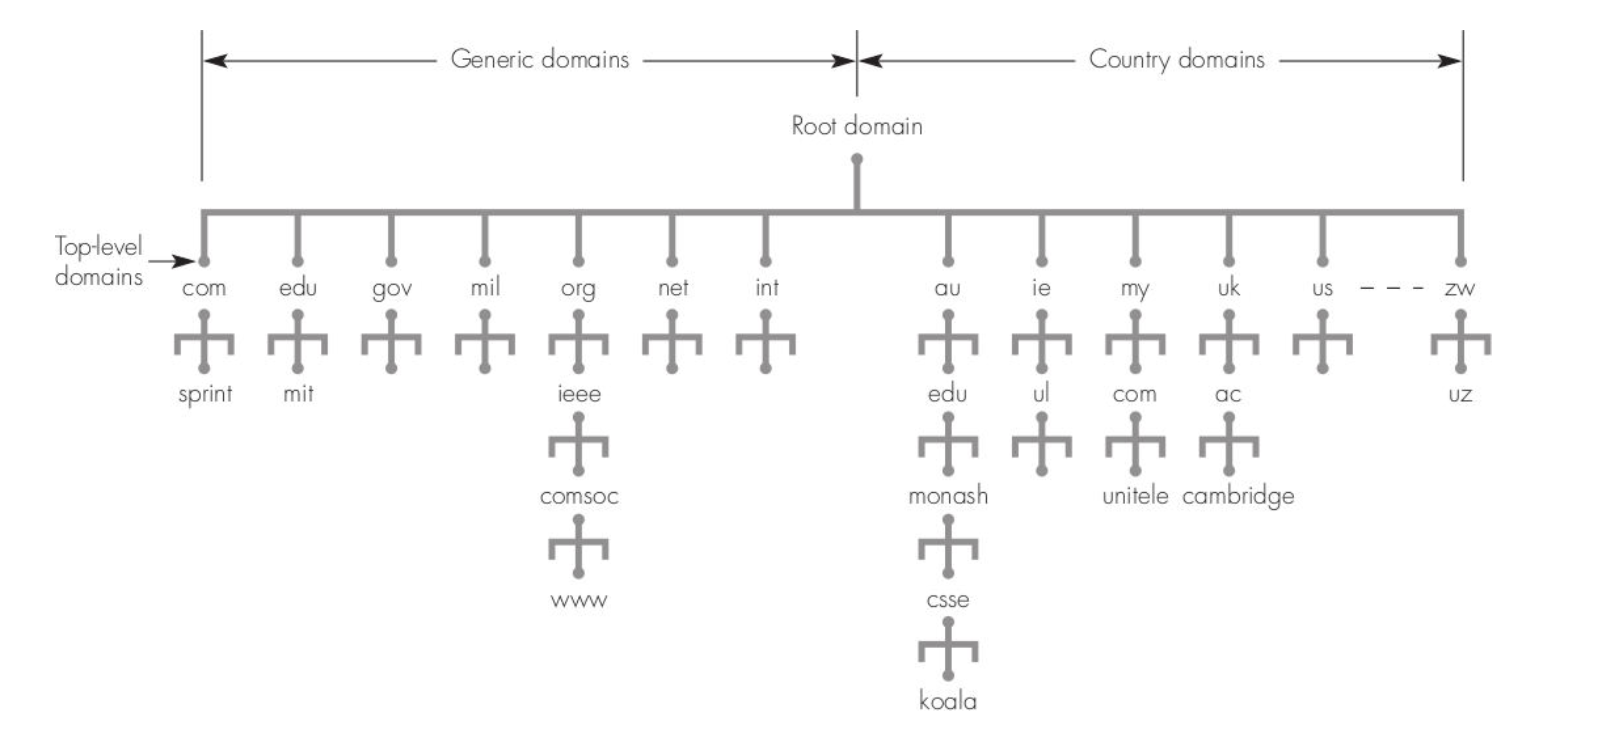 Generic domains
Country domains
Root domain
Top-level
domains
com edu gov mil org net int au ie my uk us – – – zw
sprint mit ieee edu ul com ac uz
comsoc monash unitele cambridge
www csse
koala